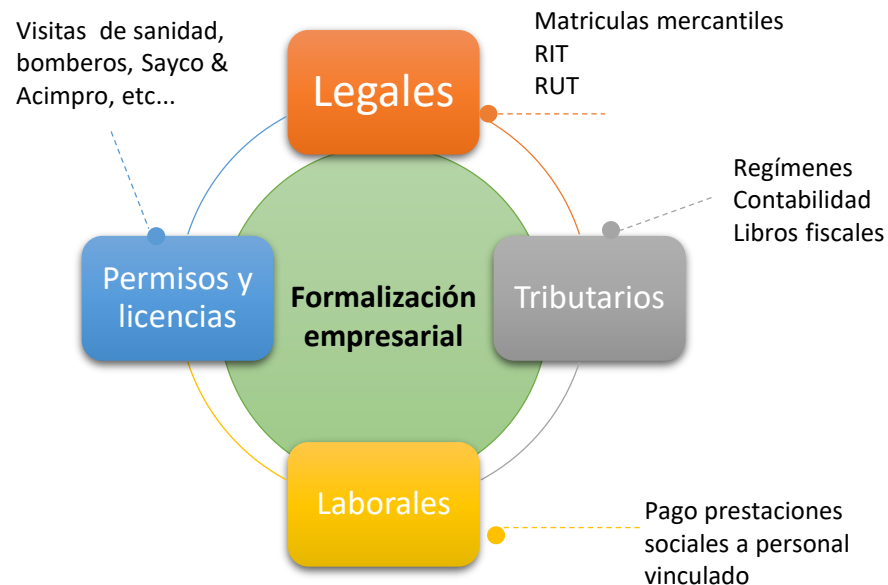 Visitas de sanidad,
bomberos, Sayco &
Acimpro, etc...
Legales
Matriculas mercantiles
RIT
RUT
Regímenes
Contabilidad
Libros fiscales
Permisos y
licencias
Formalización
empresarial
Tributarios
Laborales
Pago prestaciones
sociales a personal
vinculado